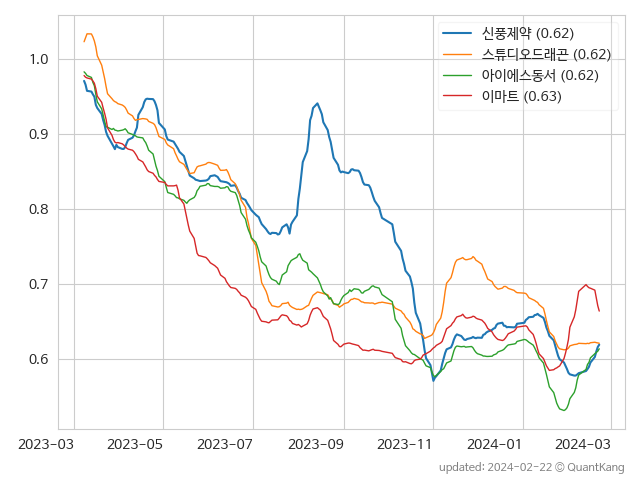 신풍제약 (0.62)
스튜디오드래곤 (0.62)
아이에스동서 (0.62)
이마트 (0.63)
1.0
0.9
0.8
0.7
0.6
2023-03 2023-05 2023-07 2023-09 2023-11 2024-01 2024-03
updated: 2024-02-22 © QuantKang